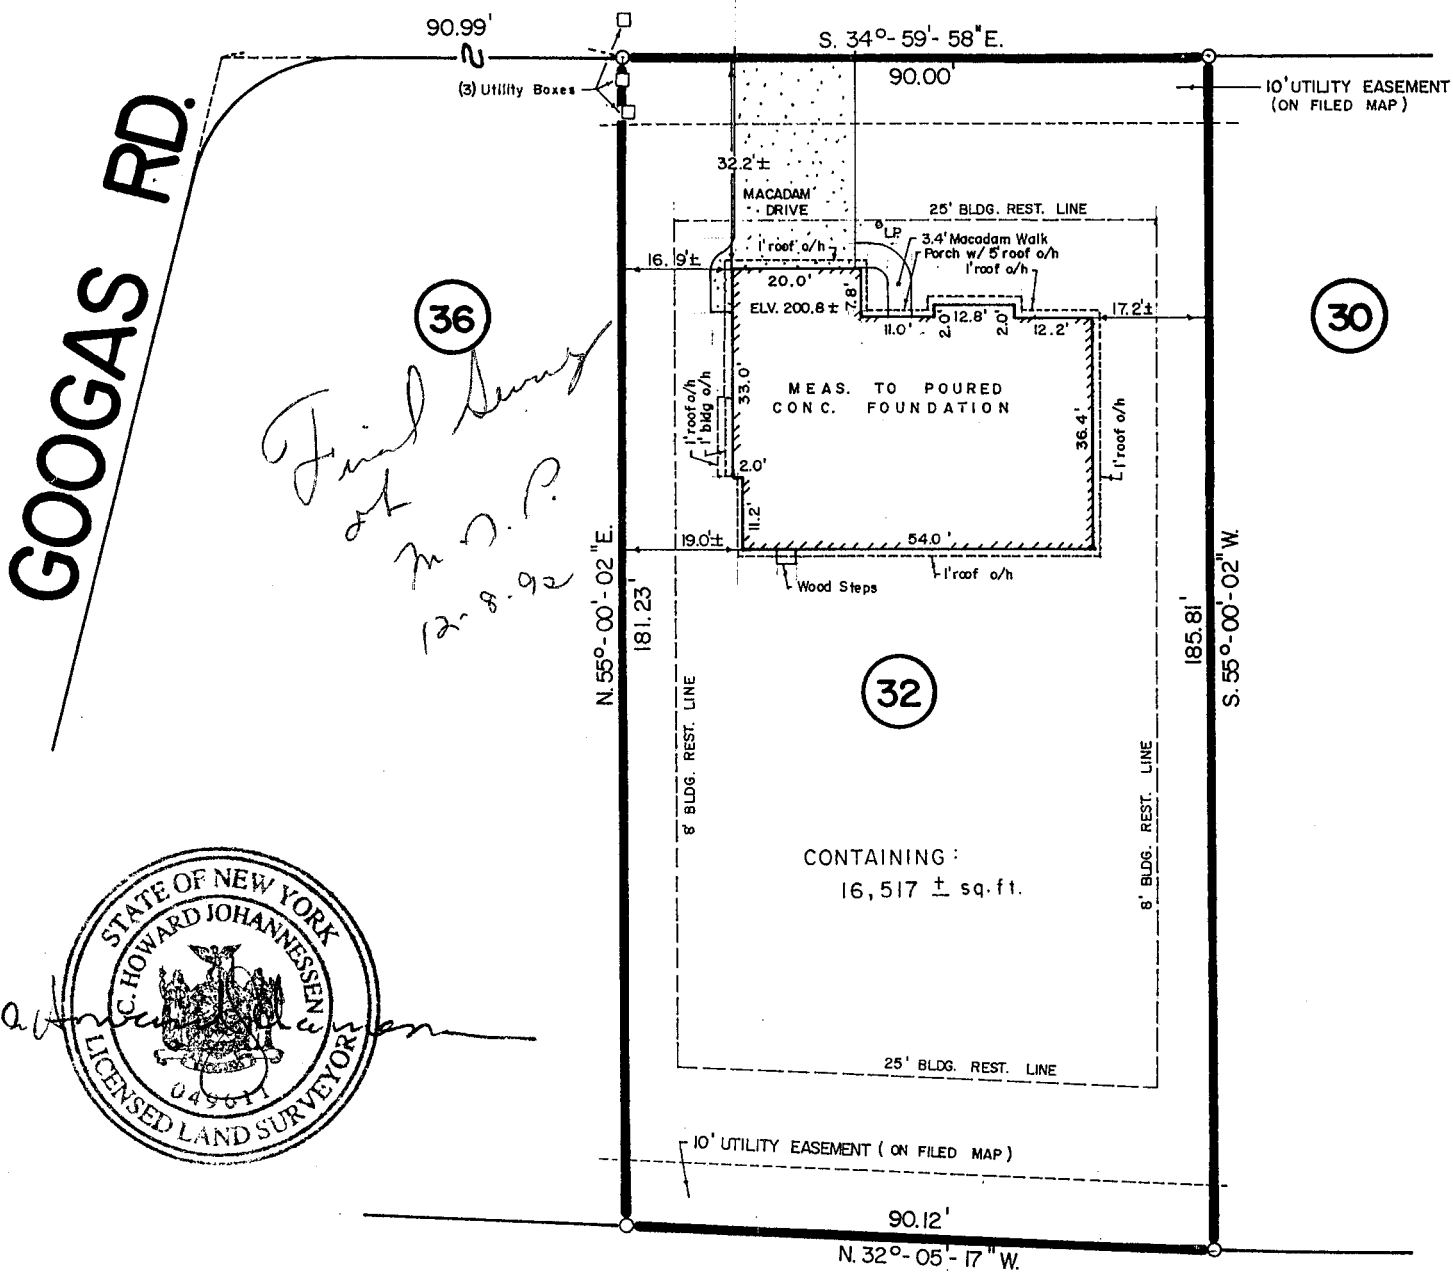 90.99'
S. 34°-59'-58"E.
90.00'
(3) Utility Boxes
10' UTILITY EASEMENT
(ON FILED MAP)
GOOGAS RD.
32.2'±
MACADAM
DRIVE
25' BLDG. REST. LINE
LP
3.4' Macadam Walk
Porch w/ 5' roof o/h
1' roof o/h
1' roof o/h
16.9'±
20.0'
7.8'
ELV. 200.8±
11.0'
2.0'
12.8'
2.0'
12.2'
17.2'±
36
30
Final Survey
M.O.P.
12-8-92
MEAS. TO POURED
CONC. FOUNDATION
1' roof o/h
1' bldg o/h
33.0'
36.4'
1' roof o/h
2.0'
11.2'
19.0'±
54.0'
1' roof o/h
Wood Steps
N. 55°-00'-02"E.
181.23'
185.81'
S. 55°-00'-02"W.
32
8' BLDG. REST. LINE
8' BLDG. REST. LINE
CONTAINING:
16,517 ± sq. ft.
STATE OF NEW YORK
C. HOWARD JOHANNESSEN
049611
LICENSED LAND SURVEYOR
25' BLDG. REST. LINE
10' UTILITY EASEMENT (ON FILED MAP)
90.12'
N. 32°-05'-17"W.